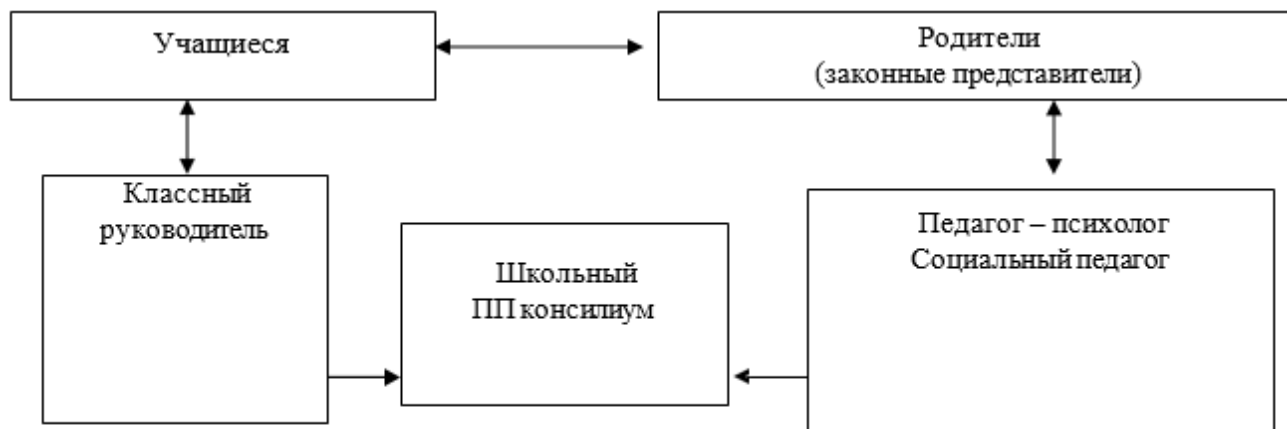 Учащиеся
Родители
(законные представители)
Классный
руководитель
Школьный
ПП консилиум
Педагог – психолог
Социальный педагог